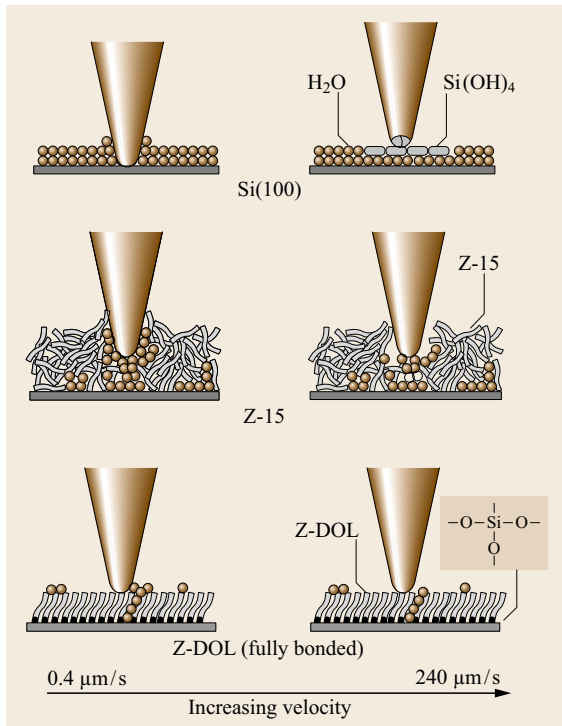 H₂O
Si(OH)₄
Si(100)
Z-15
Z-15
Z-DOL
–O–Si–O–
O
Z-DOL (fully bonded)
0.4 µm/s
240 µm/s
Increasing velocity